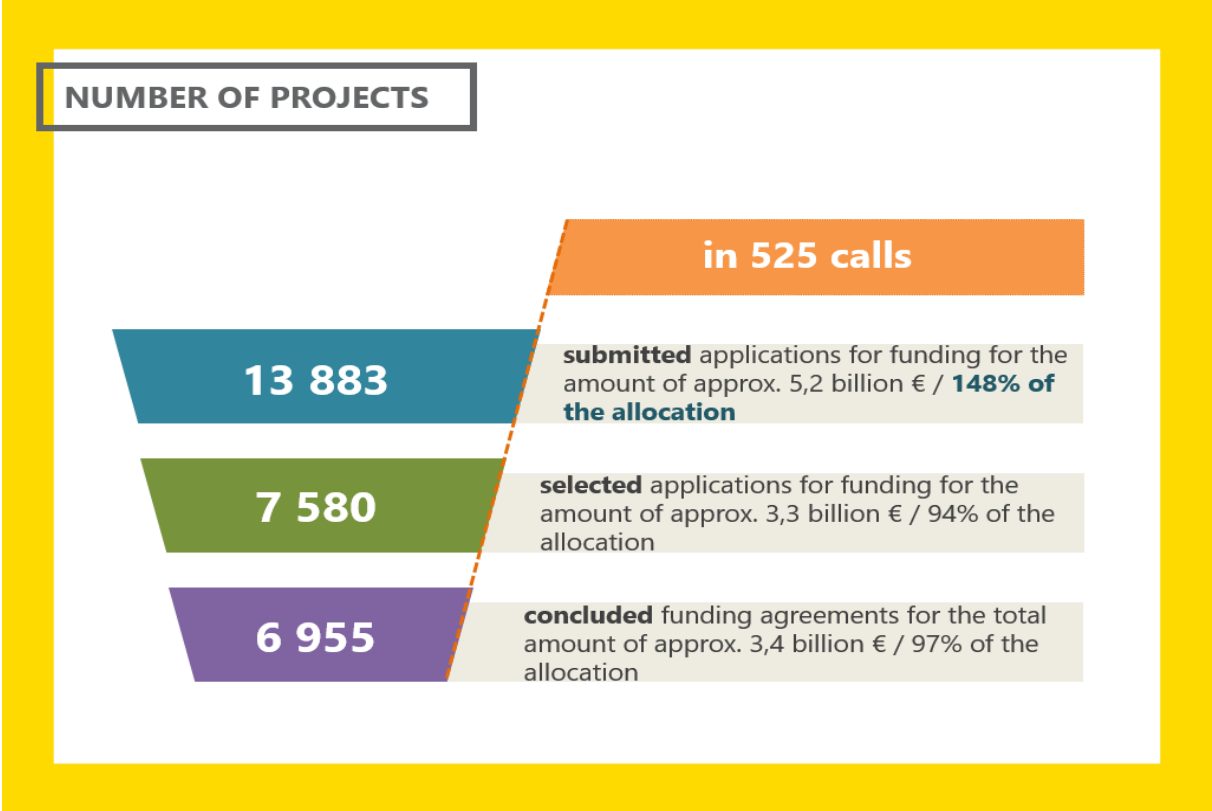 NUMBER OF PROJECTS
in 525 calls
13 883
submitted applications for funding for the
amount of approx. 5,2 billion € / 148% of
the allocation
7 580
selected applications for funding for the
amount of approx. 3,3 billion € / 94% of the
allocation
6 955
concluded funding agreements for the total
amount of approx. 3,4 billion € / 97% of the
allocation